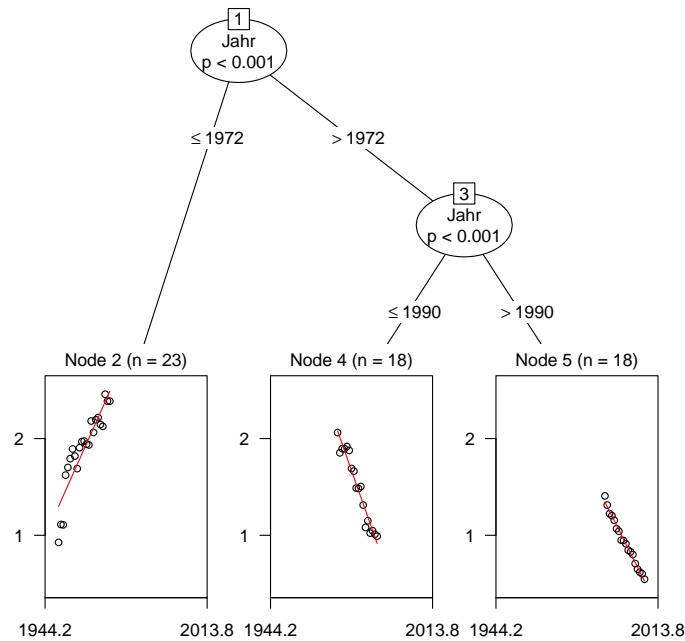 1
Jahr
p < 0.001
≤ 1972
> 1972
3
Jahr
p < 0.001
≤ 1990
> 1990
Node 2 (n = 23)
2
1
1944.2
2013.8
Node 4 (n = 18)
2
1
1944.2
2013.8
Node 5 (n = 18)
2
1
1944.2
2013.8